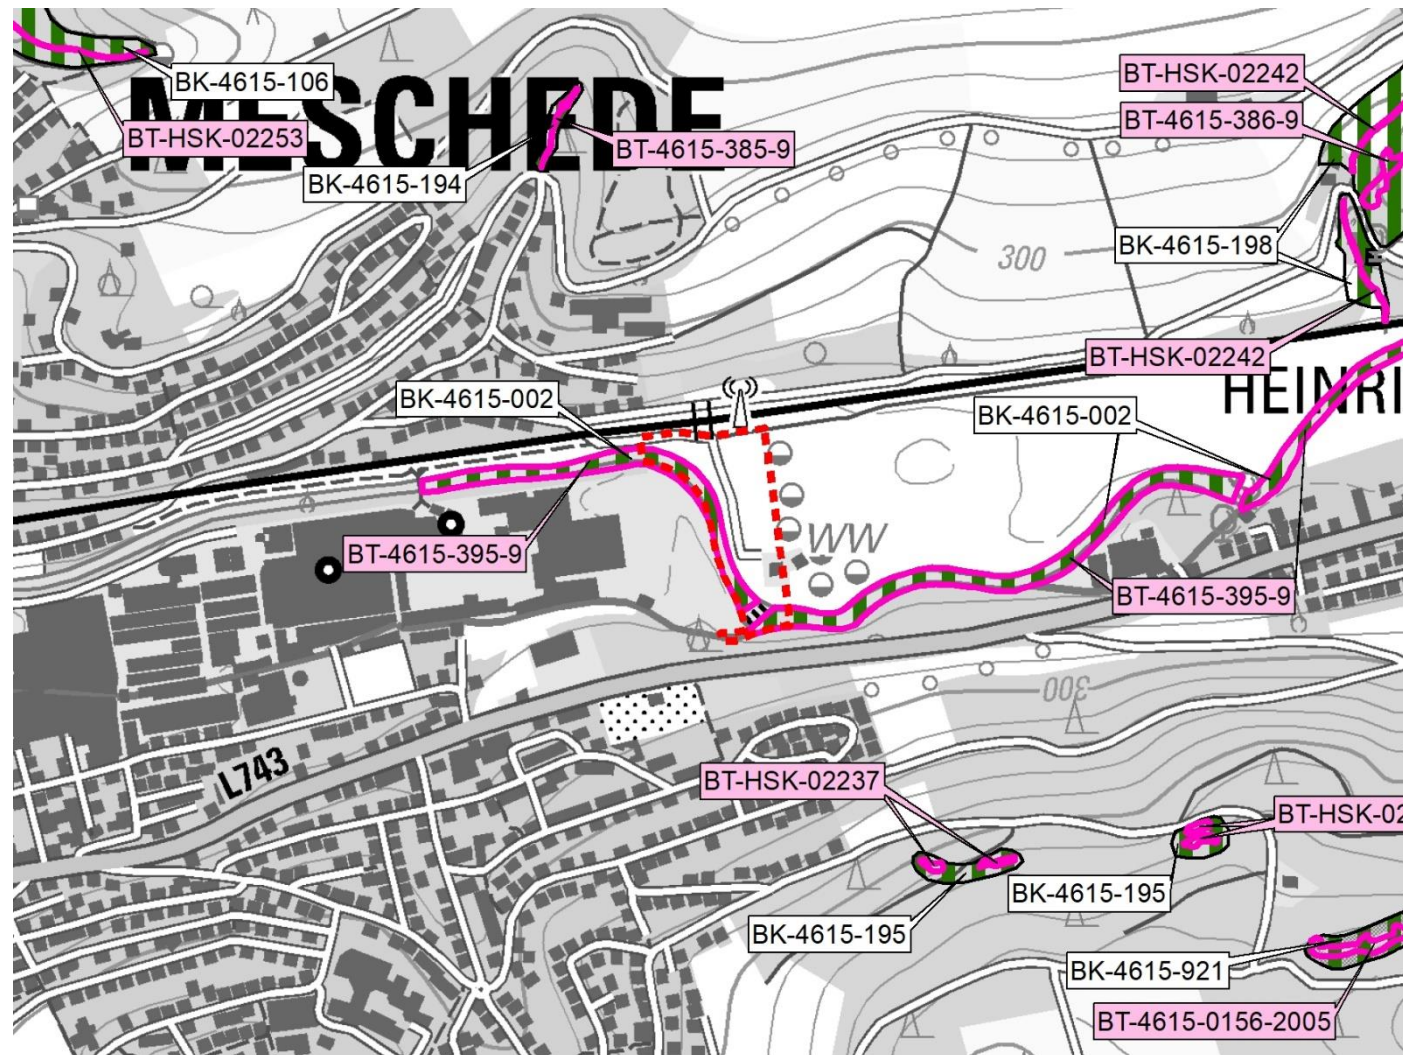 BT-HSK-02242
BK-4615-106
MESCHEDE
BT-4615-386-9
BT-HSK-02253
BT-4615-385-9
BK-4615-194
BK-4615-198
300
BT-HSK-02242
BK-4615-002
HEINRI
BK-4615-002
WW
BT-4615-395-9
BT-4615-395-9
300
L743
BT-HSK-02237
BT-HSK-02
BK-4615-195
BK-4615-195
BK-4615-921
BT-4615-0156-2005